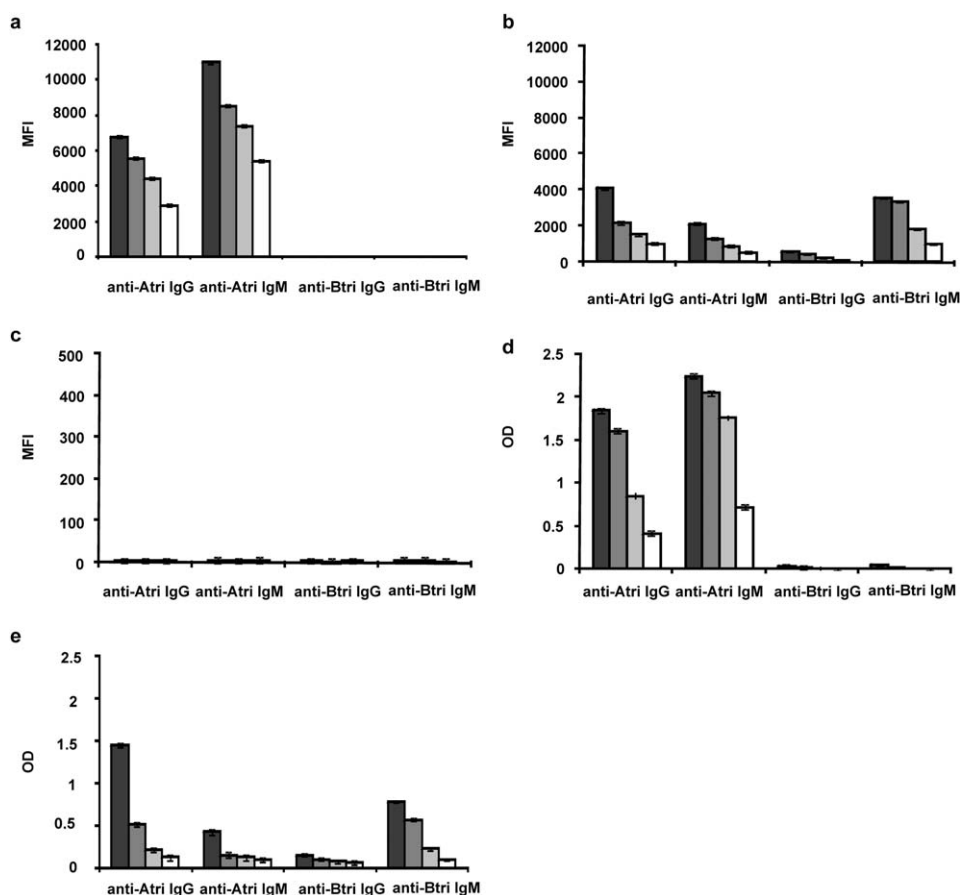 a
12000
10000
8000
6000
4000
2000
0
MFI
anti-Atri IgG anti-Atri IgM anti-Btri IgG anti-Btri IgM
b
12000
10000
8000
6000
4000
2000
0
MFI
anti-Atri IgG anti-Atri IgM anti-Btri IgG anti-Btri IgM
c
500
400
300
200
100
0
MFI
anti-Atri IgG anti-Atri IgM anti-Btri IgG anti-Btri IgM
d
2.5
2
1.5
1
0.5
0
OD
anti-Atri IgG anti-Atri IgM anti-Btri IgG anti-Btri IgM
e
2.5
2
1.5
1
0.5
0
OD
anti-Atri IgG anti-Atri IgM anti-Btri IgG anti-Btri IgM